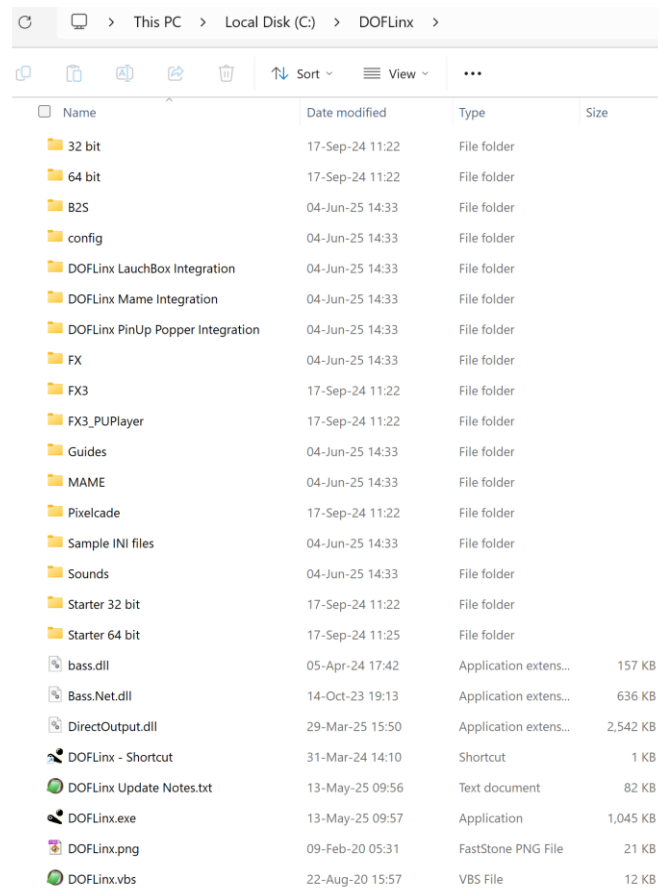 This PC > Local Disk (C:) > DOFLinx >
Sort View ...
Name Date modified Type Size
32 bit 17-Sep-24 11:22 File folder
64 bit 17-Sep-24 11:22 File folder
B2S 04-Jun-25 14:33 File folder
config 04-Jun-25 14:33 File folder
DOFLinx LauchBox Integration 04-Jun-25 14:33 File folder
DOFLinx Mame Integration 04-Jun-25 14:33 File folder
DOFLinx PinUp Popper Integration 04-Jun-25 14:33 File folder
FX 04-Jun-25 14:33 File folder
FX3 17-Sep-24 11:22 File folder
FX3_PUPlayer 17-Sep-24 11:22 File folder
Guides 04-Jun-25 14:33 File folder
MAME 04-Jun-25 14:33 File folder
Pixelcade 17-Sep-24 11:22 File folder
Sample INI files 04-Jun-25 14:33 File folder
Sounds 04-Jun-25 14:33 File folder
Starter 32 bit 17-Sep-24 11:22 File folder
Starter 64 bit 17-Sep-24 11:25 File folder
bass.dll 05-Apr-24 17:42 Application extens... 157 KB
Bass.Net.dll 14-Oct-23 19:13 Application extens... 636 KB
DirectOutput.dll 29-Mar-25 15:50 Application extens... 2,542 KB
DOFLinx - Shortcut 31-Mar-24 14:10 Shortcut 1 KB
DOFLinx Update Notes.txt 13-May-25 09:56 Text document 82 KB
DOFLinx.exe 13-May-25 09:57 Application 1,045 KB
DOFLinx.png 09-Feb-20 05:31 FastStone PNG File 21 KB
DOFLinx.vbs 22-Aug-20 15:57 VBS File 12 KB